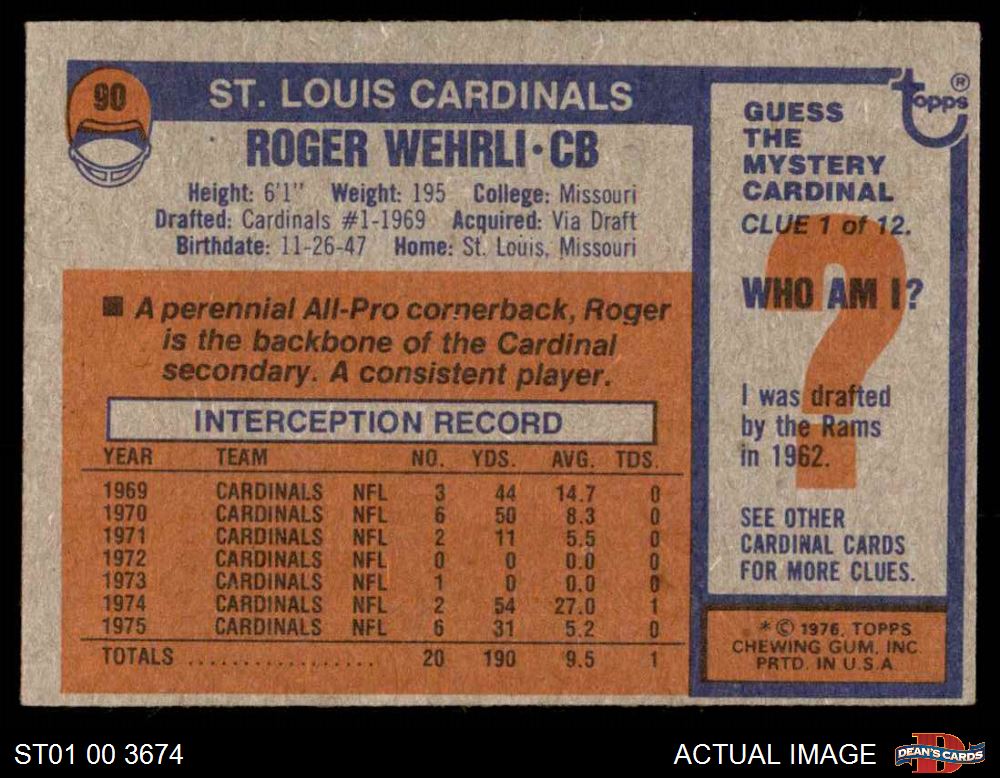 90
ST. LOUIS CARDINALS
ROGER WEHRLI•CB
Height: 6'1" Weight: 195 College: Missouri
Drafted: Cardinals #1-1969 Acquired: Via Draft
Birthdate: 11-26-47 Home: St. Louis, Missouri
■ A perennial All-Pro cornerback, Roger
is the backbone of the Cardinal
secondary. A consistent player.
INTERCEPTION RECORD
YEAR TEAM NO. YDS. AVG. TDS.
1969 CARDINALS NFL 3 44 14.7 0
1970 CARDINALS NFL 6 50 8.3 0
1971 CARDINALS NFL 2 11 5.5 0
1972 CARDINALS NFL 0 0 0.0 0
1973 CARDINALS NFL 1 0 0.0 0
1974 CARDINALS NFL 2 54 27.0 1
1975 CARDINALS NFL 6 31 5.2 0
TOTALS .................. 20 190 9.5 1
topps®
GUESS
THE
MYSTERY
CARDINAL
CLUE 1 of 12.
?
WHO AM I?
I was drafted
by the Rams
in 1962.
SEE OTHER
CARDINAL CARDS
FOR MORE CLUES.
*© 1976, TOPPS
CHEWING GUM, INC.
PRTD. IN U.S.A.
ST01 00 3674
ACTUAL IMAGE
D
DEAN'S CARDS